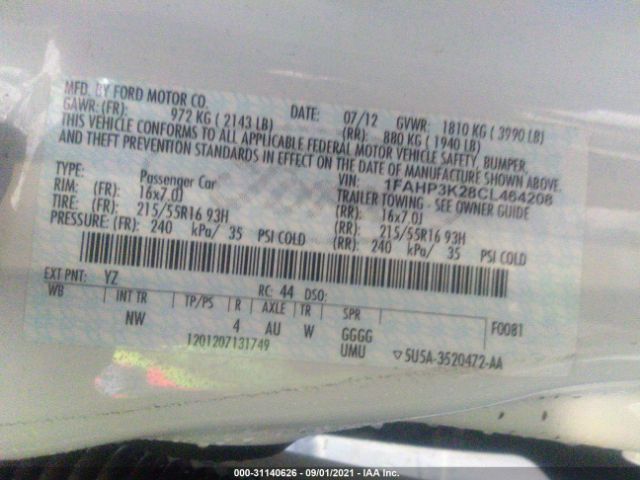 MFD. BY FORD MOTOR CO.
DATE: 07/12 GVWR: 1810 KG ( 3990 LB)
GAWR: (FR): 972 KG ( 2143 LB) (RR): 880 KG ( 1940 LB)
THIS VEHICLE CONFORMS TO ALL APPLICABLE FEDERAL MOTOR VEHICLE SAFETY, BUMPER,
AND THEFT PREVENTION STANDARDS IN EFFECT ON THE DATE OF MANUFACTURE SHOWN ABOVE.
VIN: 1FAHP3K28CL464208
TYPE: Passenger Car TRAILER TOWING - SEE OWNER GUIDE
RIM: (FR): 16x7.0J (RR): 16x7.0J
TIRE: (FR): 215/55R16 93H (RR): 215/55R16 93H
PRESSURE: (FR): 240 kPa/ 35 PSI COLD (RR): 240 kPa/ 35 PSI COLD
EXT PNT: YZ RC: 44 DSO:
WB INT TR TP/PS R AXLE TR SPR F0081
NW 4 AU W GGGG
1201207131749 UMU ▽5U5A-3520472-AA
000-31140626 - 09/01/2021 - IAA Inc.